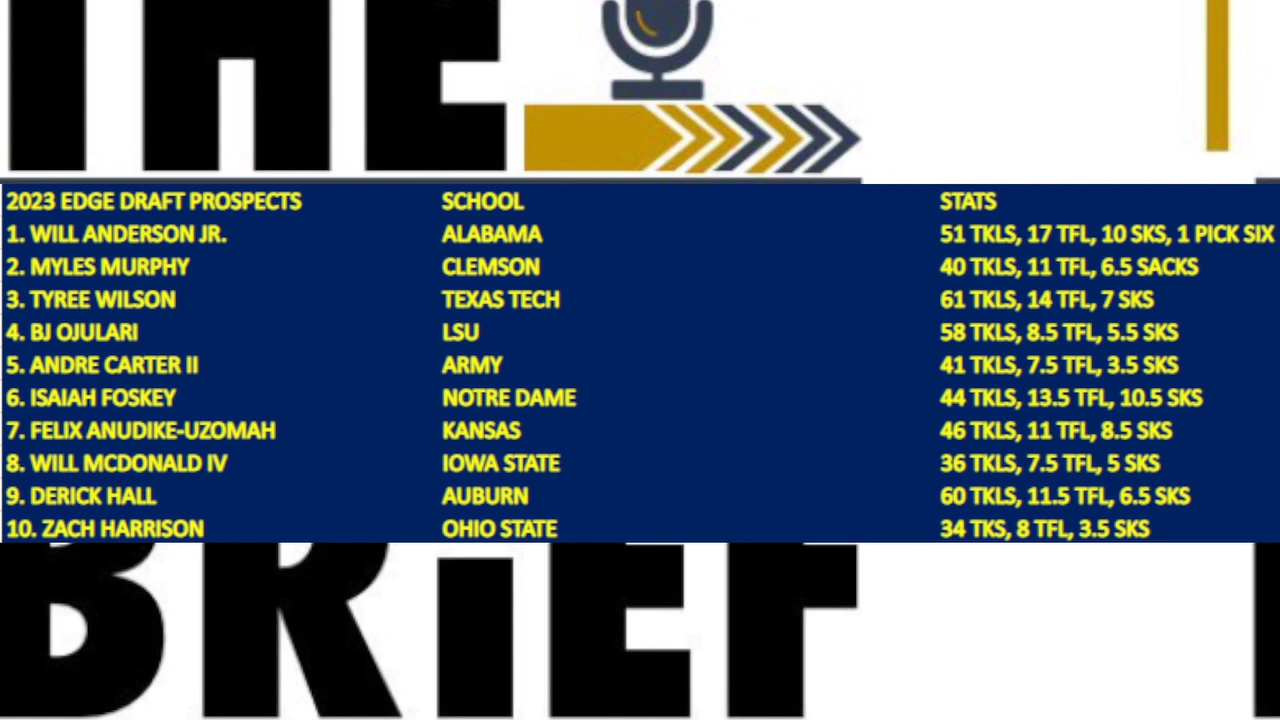 THE
2023 EDGE DRAFT PROSPECTS SCHOOL STATS
1. WILL ANDERSON JR. ALABAMA 51 TKLS, 17 TFL, 10 SKS, 1 PICK SIX
2. MYLES MURPHY CLEMSON 40 TKLS, 11 TFL, 6.5 SACKS
3. TYREE WILSON TEXAS TECH 61 TKLS, 14 TFL, 7 SKS
4. BJ OJULARI LSU 58 TKLS, 8.5 TFL, 5.5 SKS
5. ANDRE CARTER II ARMY 41 TKLS, 7.5 TFL, 3.5 SKS
6. ISAIAH FOSKEY NOTRE DAME 44 TKLS, 13.5 TFL, 10.5 SKS
7. FELIX ANUDIKE-UZOMAH KANSAS 46 TKLS, 11 TFL, 8.5 SKS
8. WILL MCDONALD IV IOWA STATE 36 TKLS, 7.5 TFL, 5 SKS
9. DERICK HALL AUBURN 60 TKLS, 11.5 TFL, 6.5 SKS
10. ZACH HARRISON OHIO STATE 34 TKS, 8 TFL, 3.5 SKS
BRiEF